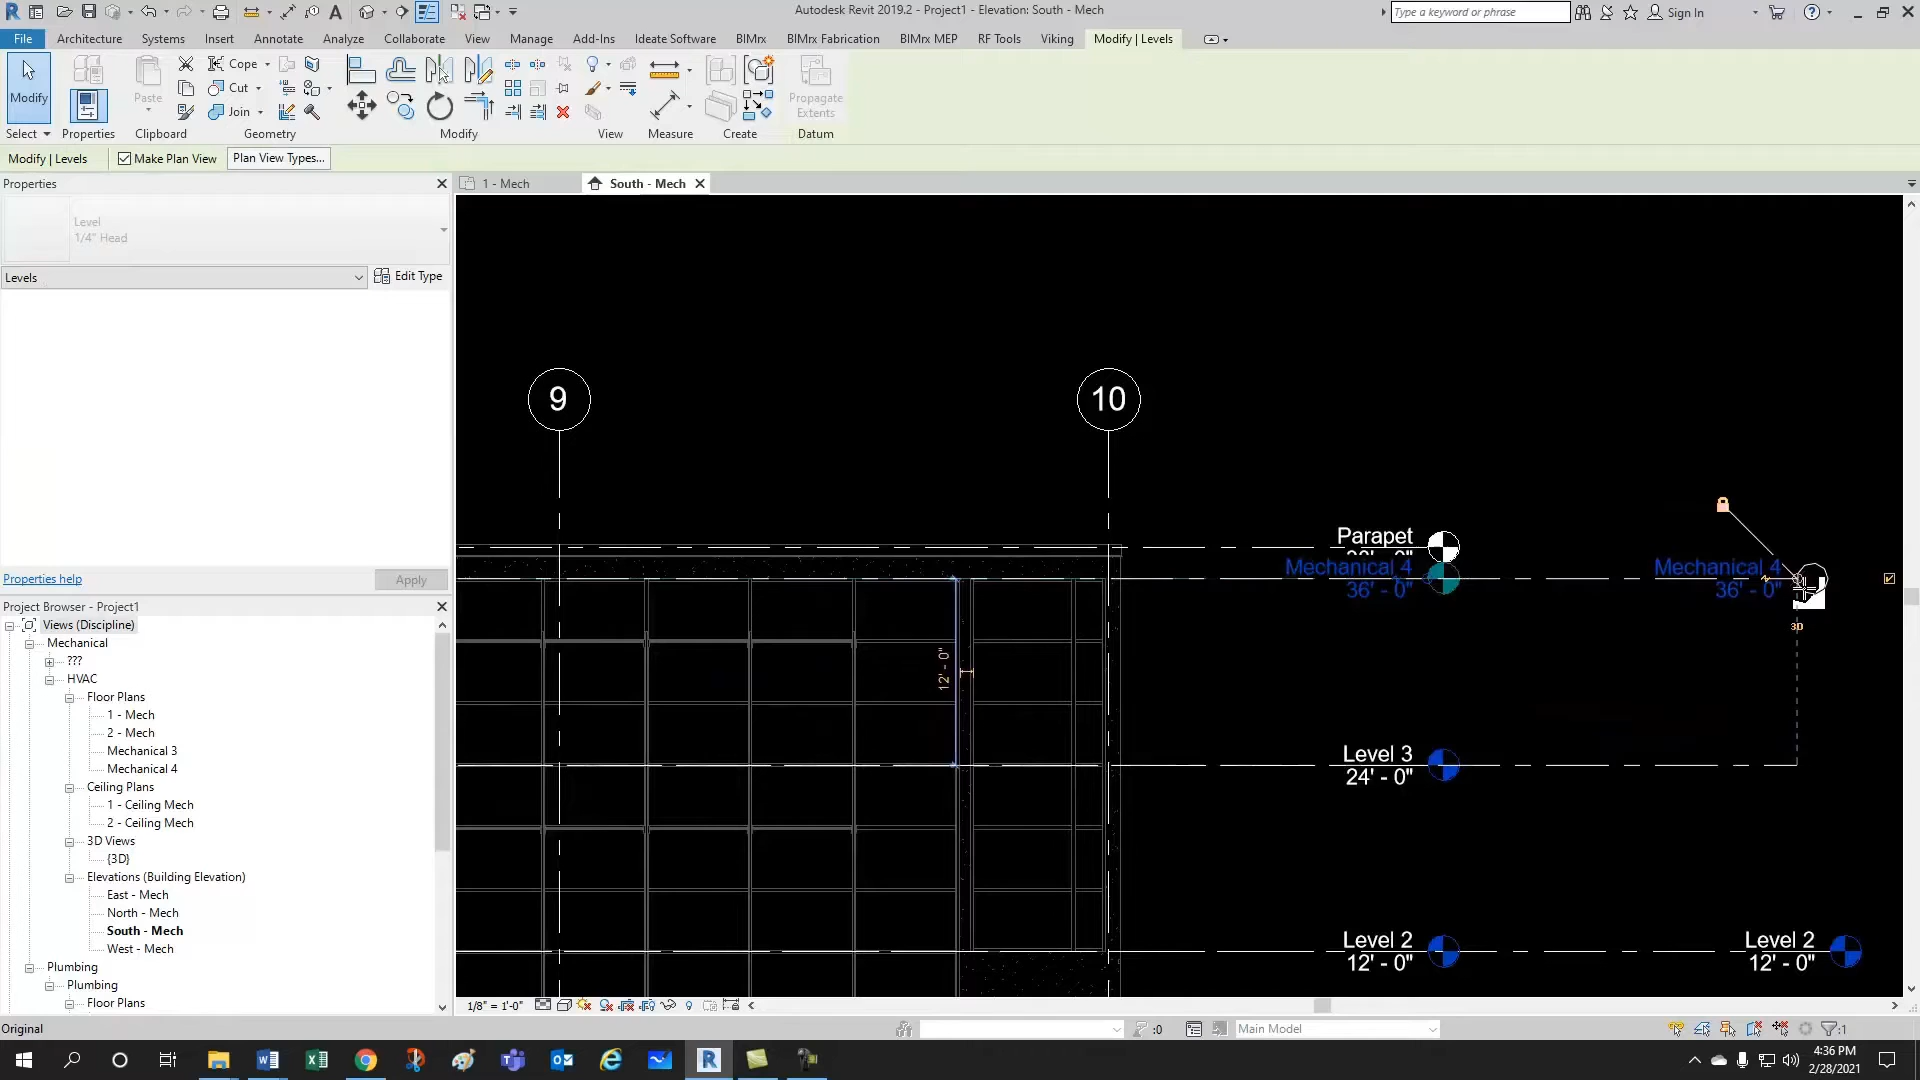 Autodesk Revit 2019.2 - Project1 - Elevation: South - Mech
Type a keyword or phrase
Sign In
File Architecture Systems Insert Annotate Analyze Collaborate View Manage Add-Ins Ideate Software BIMrx BIMrx Fabrication BIMrx MEP RF Tools Viking Modify | Levels
Modify
Paste
Cope
Cut
Join
Propagate
Extents
Select Properties Clipboard Geometry Modify View Measure Create Datum
Modify | Levels Make Plan View Plan View Types...
Properties
1 - Mech
South - Mech
Level
1/4" Head
Levels
Edit Type
Properties help
Apply
Project Browser - Project1
Views (Discipline)
Mechanical
???
HVAC
Floor Plans
1 - Mech
2 - Mech
Mechanical 3
Mechanical 4
Ceiling Plans
1 - Ceiling Mech
2 - Ceiling Mech
3D Views
{3D}
Elevations (Building Elevation)
East - Mech
North - Mech
South - Mech
West - Mech
Plumbing
Plumbing
Floor Plans
9
10
Parapet
Mechanical 4
36' - 0"
Mechanical 4
36' - 0"
3D
12' - 0"
Level 3
24' - 0"
Level 2
12' - 0"
Level 2
12' - 0"
1/8" = 1'-0"
Original
:0
Main Model
:1
4:36 PM
2/28/2021